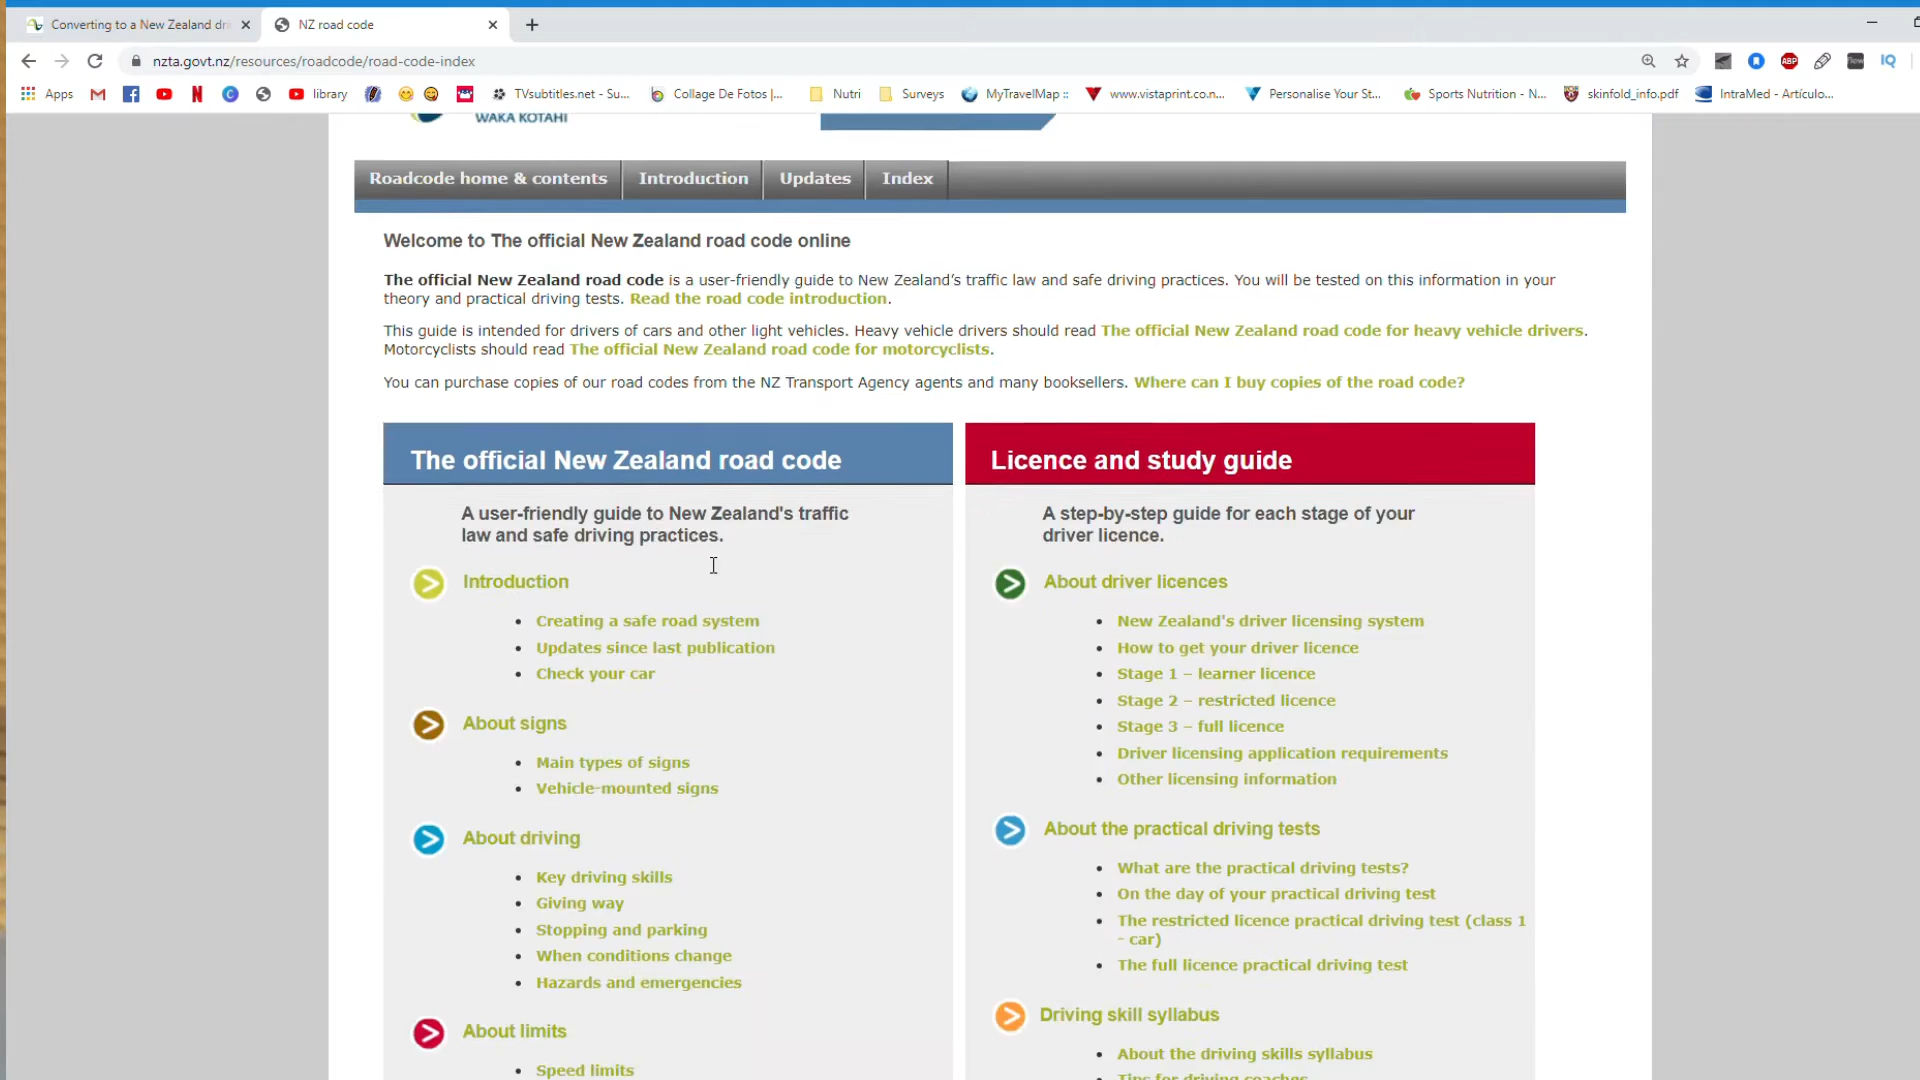 Converting to a New Zealand dri
NZ road code
nzta.govt.nz/resources/roadcode/road-code-index
Apps
library
TVsubtitles.net - Su...
Collage De Fotos |...
Nutri
Surveys
MyTravelMap ::
www.vistaprint.co.n...
Personalise Your St...
Sports Nutrition - N...
skinfold_info.pdf
IntraMed - Artículo...
ABP
IQ
WAKA KOTAHI
Roadcode home & contents
Introduction
Updates
Index
Welcome to The official New Zealand road code online
The official New Zealand road code is a user-friendly guide to New Zealand's traffic law and safe driving practices. You will be tested on this information in your
theory and practical driving tests. Read the road code introduction.
This guide is intended for drivers of cars and other light vehicles. Heavy vehicle drivers should read The official New Zealand road code for heavy vehicle drivers.
Motorcyclists should read The official New Zealand road code for motorcyclists.
You can purchase copies of our road codes from the NZ Transport Agency agents and many booksellers. Where can I buy copies of the road code?
The official New Zealand road code
A user-friendly guide to New Zealand's traffic
law and safe driving practices.
Introduction
Creating a safe road system
Updates since last publication
Check your car
About signs
Main types of signs
Vehicle-mounted signs
About driving
Key driving skills
Giving way
Stopping and parking
When conditions change
Hazards and emergencies
About limits
Speed limits
Licence and study guide
A step-by-step guide for each stage of your
driver licence.
About driver licences
New Zealand's driver licensing system
How to get your driver licence
Stage 1 – learner licence
Stage 2 – restricted licence
Stage 3 – full licence
Driver licensing application requirements
Other licensing information
About the practical driving tests
What are the practical driving tests?
On the day of your practical driving test
The restricted licence practical driving test (class 1
- car)
The full licence practical driving test
Driving skill syllabus
About the driving skills syllabus
Tips for driving coaches